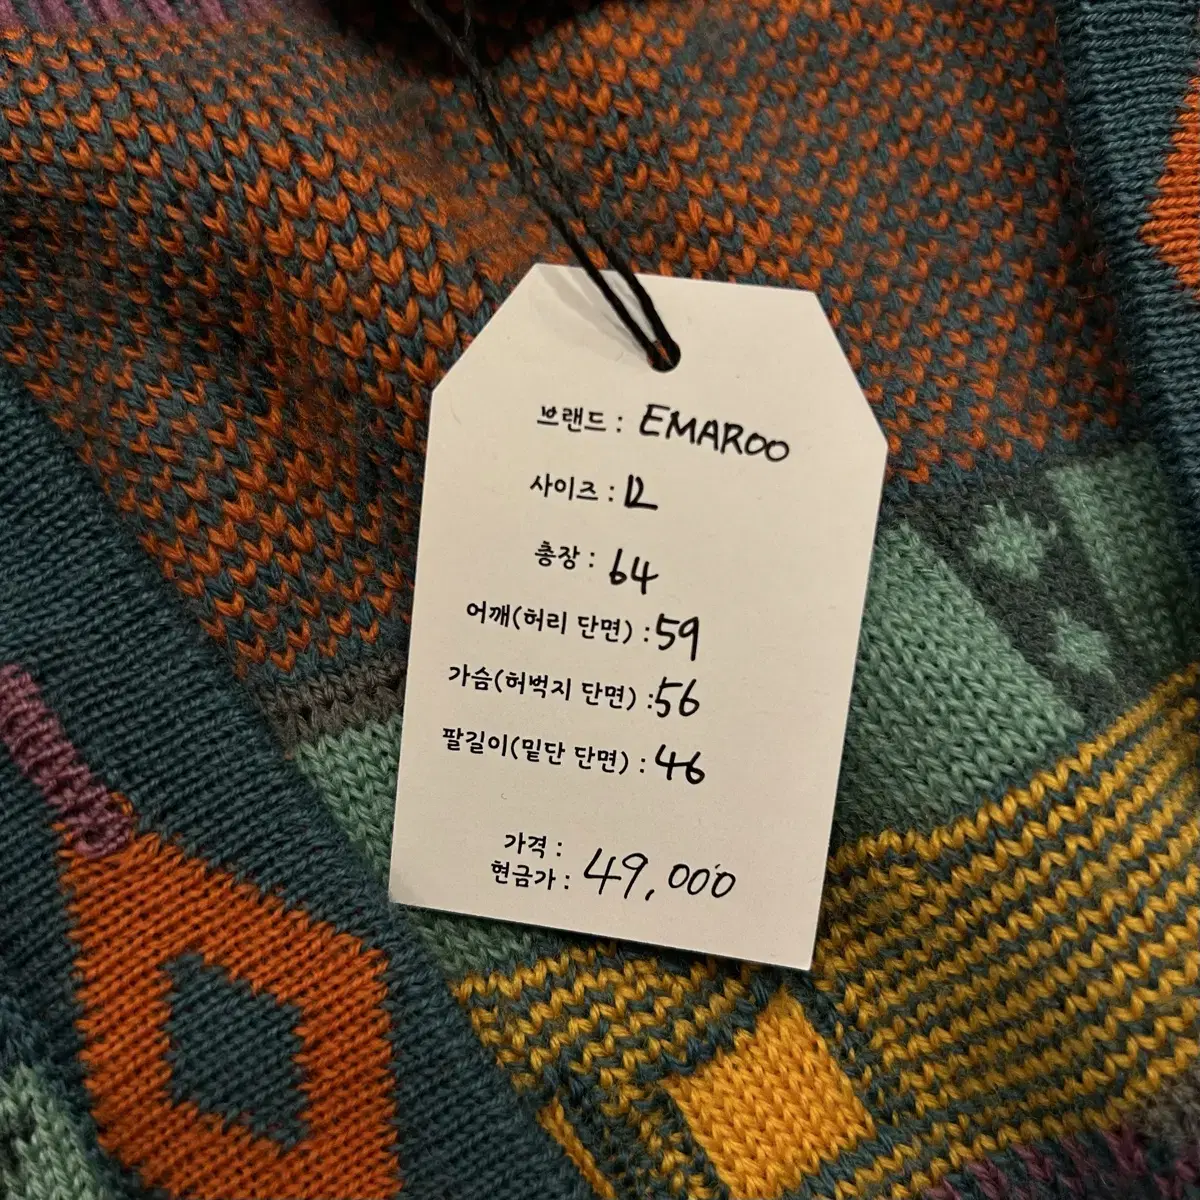 브랜드 : EMAROO
사이즈 : 12
총장 : 64
어깨(허리 단면) : 59
가슴(허벅지 단면) : 56
팔길이(밑단 단면) : 46
가격 :
현금가 : 49,000